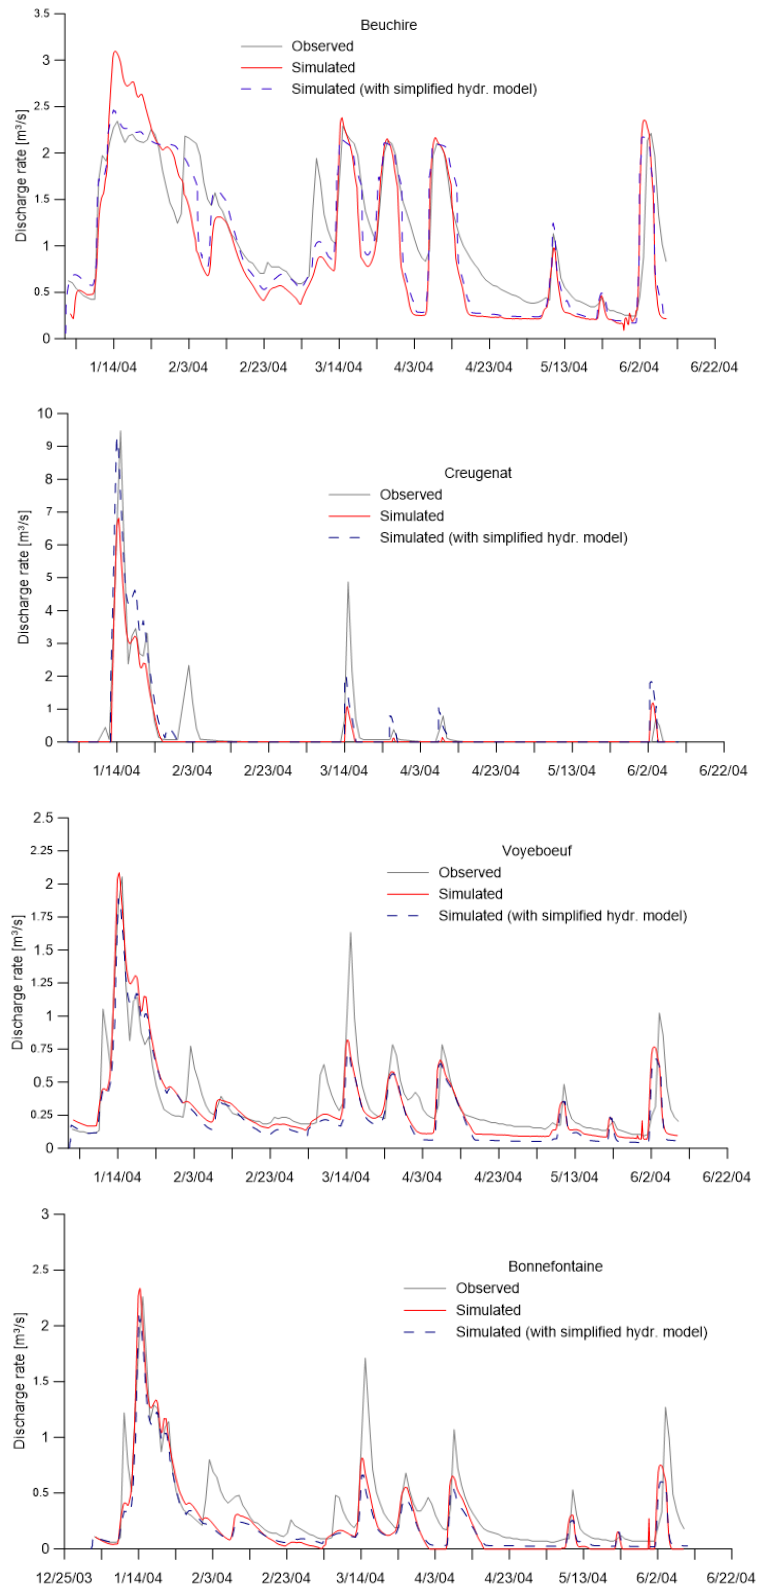 Beuchire
Observed
Simulated
Simulated (with simplified hydr. model)
Discharge rate [m³/s]
3.5
3
2.5
2
1.5
1
0.5
0
1/14/04 2/3/04 2/23/04 3/14/04 4/3/04 4/23/04 5/13/04 6/2/04 6/22/04
Creugenat
Observed
Simulated
Simulated (with simplified hydr. model)
Discharge rate [m³/s]
10
9
8
7
6
5
4
3
2
1
0
1/14/04 2/3/04 2/23/04 3/14/04 4/3/04 4/23/04 5/13/04 6/2/04 6/22/04
Voyeboeuf
Observed
Simulated
Simulated (with simplified hydr. model)
Discharge rate [m³/s]
2.5
2.25
2
1.75
1.5
1.25
1
0.75
0.5
0.25
0
1/14/04 2/3/04 2/23/04 3/14/04 4/3/04 4/23/04 5/13/04 6/2/04 6/22/04
Bonnefontaine
Observed
Simulated
Simulated (with simplified hydr. model)
Discharge rate [m³/s]
3
2.5
2
1.5
1
0.5
0
12/25/03 1/14/04 2/3/04 2/23/04 3/14/04 4/3/04 4/23/04 5/13/04 6/2/04 6/22/04